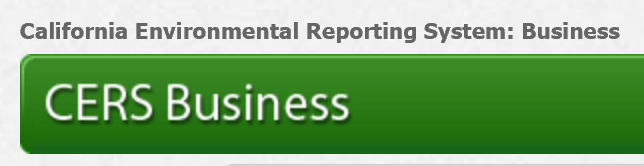 California Environmental Reporting System: Business
CERS Business